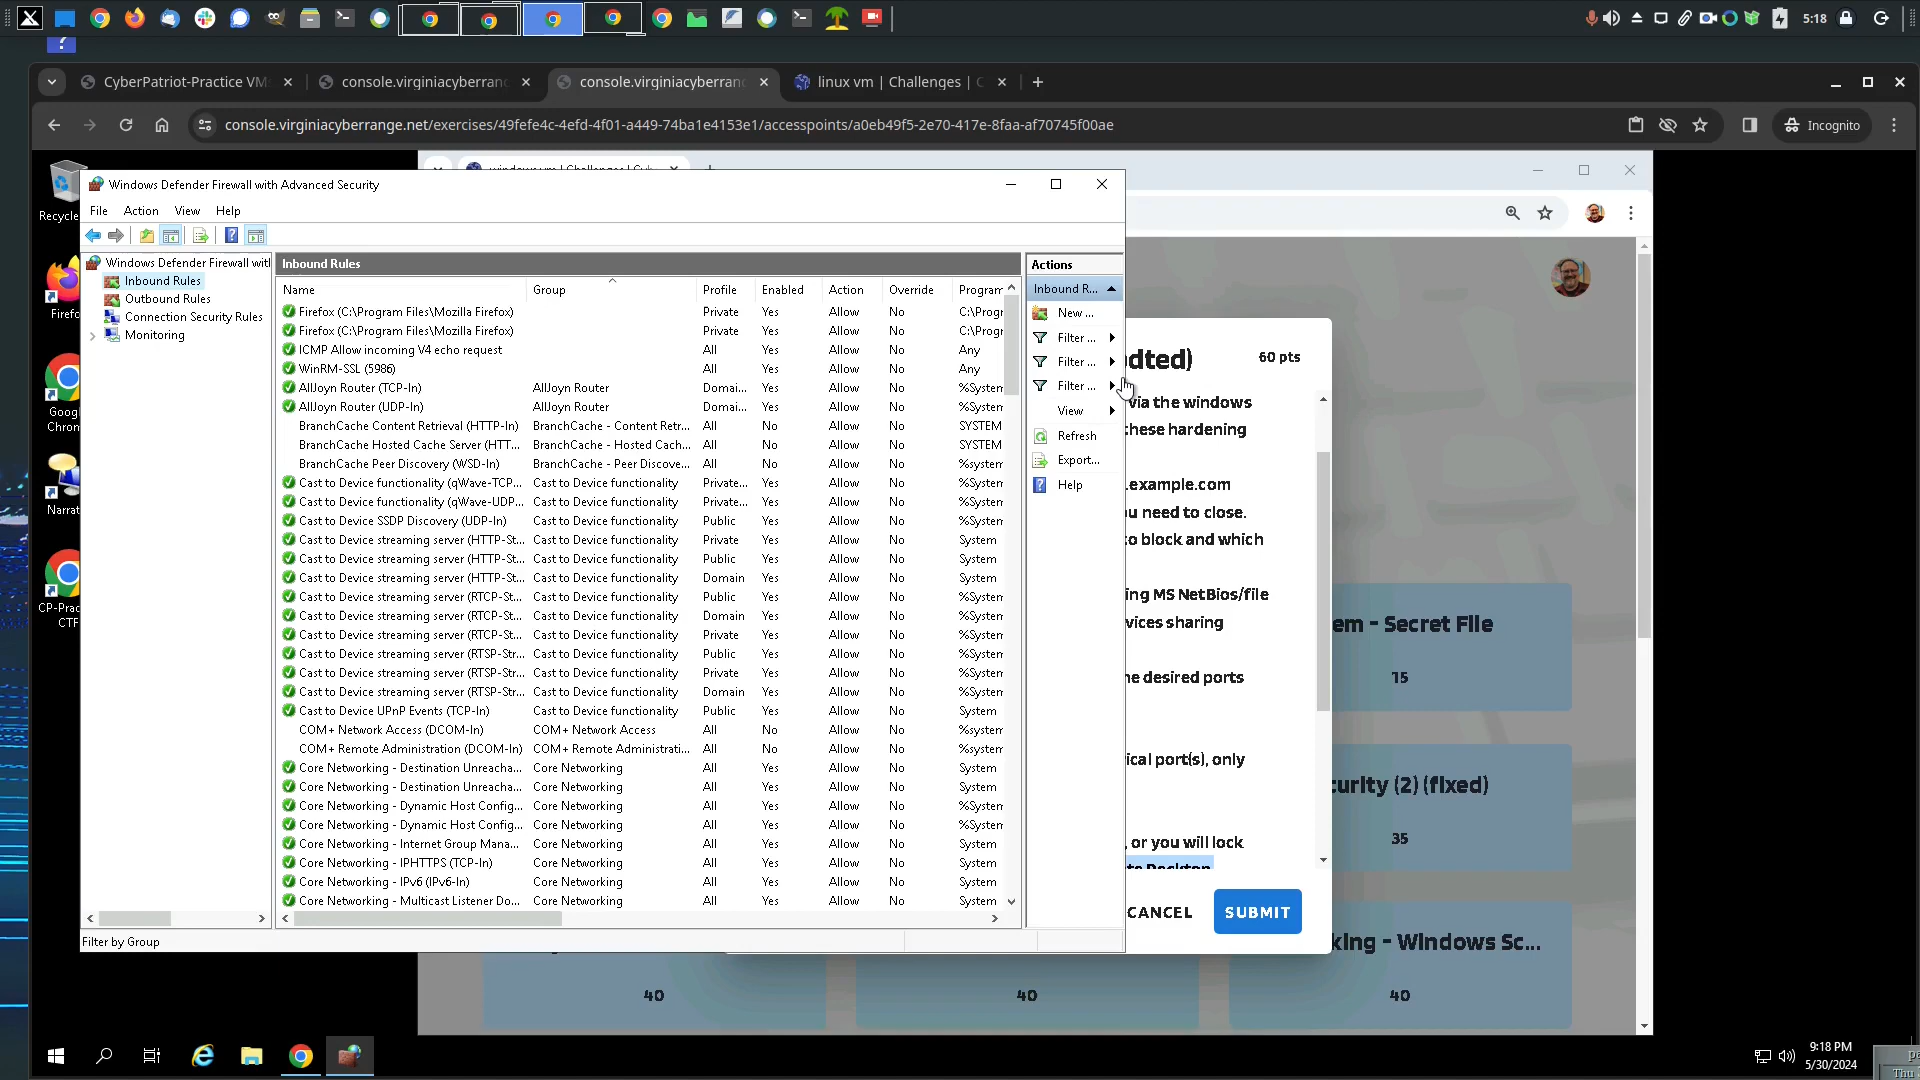 5:18
CyberPatriot-Practice VMs
console.virginiacyberrang
console.virginiacyberrang
linux vm | Challenges | C
console.virginiacyberrange.net/exercises/49fefe4c-4efd-4f01-a449-74ba1e4153e1/accesspoints/a0eb49f5-2e70-417e-8faa-af70745f00ae
Incognito
Windows Defender Firewall with Advanced Security
File Action View Help
Windows Defender Firewall with
Inbound Rules
Outbound Rules
Connection Security Rules
Monitoring
Inbound Rules
Name Group Profile Enabled Action Override Program
Firefox (C:\Program Files\Mozilla Firefox) Private Yes Allow No C:\Progr
Firefox (C:\Program Files\Mozilla Firefox) Private Yes Allow No C:\Progr
ICMP Allow incoming V4 echo request All Yes Allow No Any
WinRM-SSL (5986) All Yes Allow No Any
AllJoyn Router (TCP-In) AllJoyn Router Domai... Yes Allow No %System
AllJoyn Router (UDP-In) AllJoyn Router Domai... Yes Allow No %System
BranchCache Content Retrieval (HTTP-In) BranchCache - Content Retr... All No Allow No SYSTEM
BranchCache Hosted Cache Server (HTT... BranchCache - Hosted Cach... All No Allow No SYSTEM
BranchCache Peer Discovery (WSD-In) BranchCache - Peer Discove... All No Allow No %system
Cast to Device functionality (qWave-TCP... Cast to Device functionality Private... Yes Allow No %System
Cast to Device functionality (qWave-UDP... Cast to Device functionality Private... Yes Allow No %System
Cast to Device SSDP Discovery (UDP-In) Cast to Device functionality Public Yes Allow No %System
Cast to Device streaming server (HTTP-St... Cast to Device functionality Private Yes Allow No System
Cast to Device streaming server (HTTP-St... Cast to Device functionality Public Yes Allow No System
Cast to Device streaming server (HTTP-St... Cast to Device functionality Domain Yes Allow No System
Cast to Device streaming server (RTCP-St... Cast to Device functionality Public Yes Allow No %System
Cast to Device streaming server (RTCP-St... Cast to Device functionality Domain Yes Allow No %System
Cast to Device streaming server (RTCP-St... Cast to Device functionality Private Yes Allow No %System
Cast to Device streaming server (RTSP-Str... Cast to Device functionality Public Yes Allow No %System
Cast to Device streaming server (RTSP-Str... Cast to Device functionality Private Yes Allow No %System
Cast to Device streaming server (RTSP-Str... Cast to Device functionality Domain Yes Allow No %System
Cast to Device UPnP Events (TCP-In) Cast to Device functionality Public Yes Allow No System
COM+ Network Access (DCOM-In) COM+ Network Access All No Allow No %system
COM+ Remote Administration (DCOM-In) COM+ Remote Administrati... All No Allow No %system
Core Networking - Destination Unreacha... Core Networking All Yes Allow No System
Core Networking - Destination Unreacha... Core Networking All Yes Allow No System
Core Networking - Dynamic Host Config... Core Networking All Yes Allow No %System
Core Networking - Dynamic Host Config... Core Networking All Yes Allow No %System
Core Networking - Internet Group Mana... Core Networking All Yes Allow No System
Core Networking - IPHTTPS (TCP-In) Core Networking All Yes Allow No System
Core Networking - IPv6 (IPv6-In) Core Networking All Yes Allow No System
Core Networking - Multicast Listener Do... Core Networking All Yes Allow No System
Actions
Inbound R...
New ...
Filter ...
Filter ...
Filter ...
View
Refresh
Export...
Help
Filter by Group
Recycle
Firefo
Goog
Chron
Narrat
CP-Prac
CTF
dted) 60 pts
via the windows
these hardening
.example.com
u need to close.
o block and which
ing MS NetBios/file
vices sharing
ne desired ports
ical port(s), only
, or you will lock
CANCEL SUBMIT
em - Secret File
15
curity (2) (fixed)
35
king - Windows Sc...
40
40
40
9:18 PM
5/30/2024